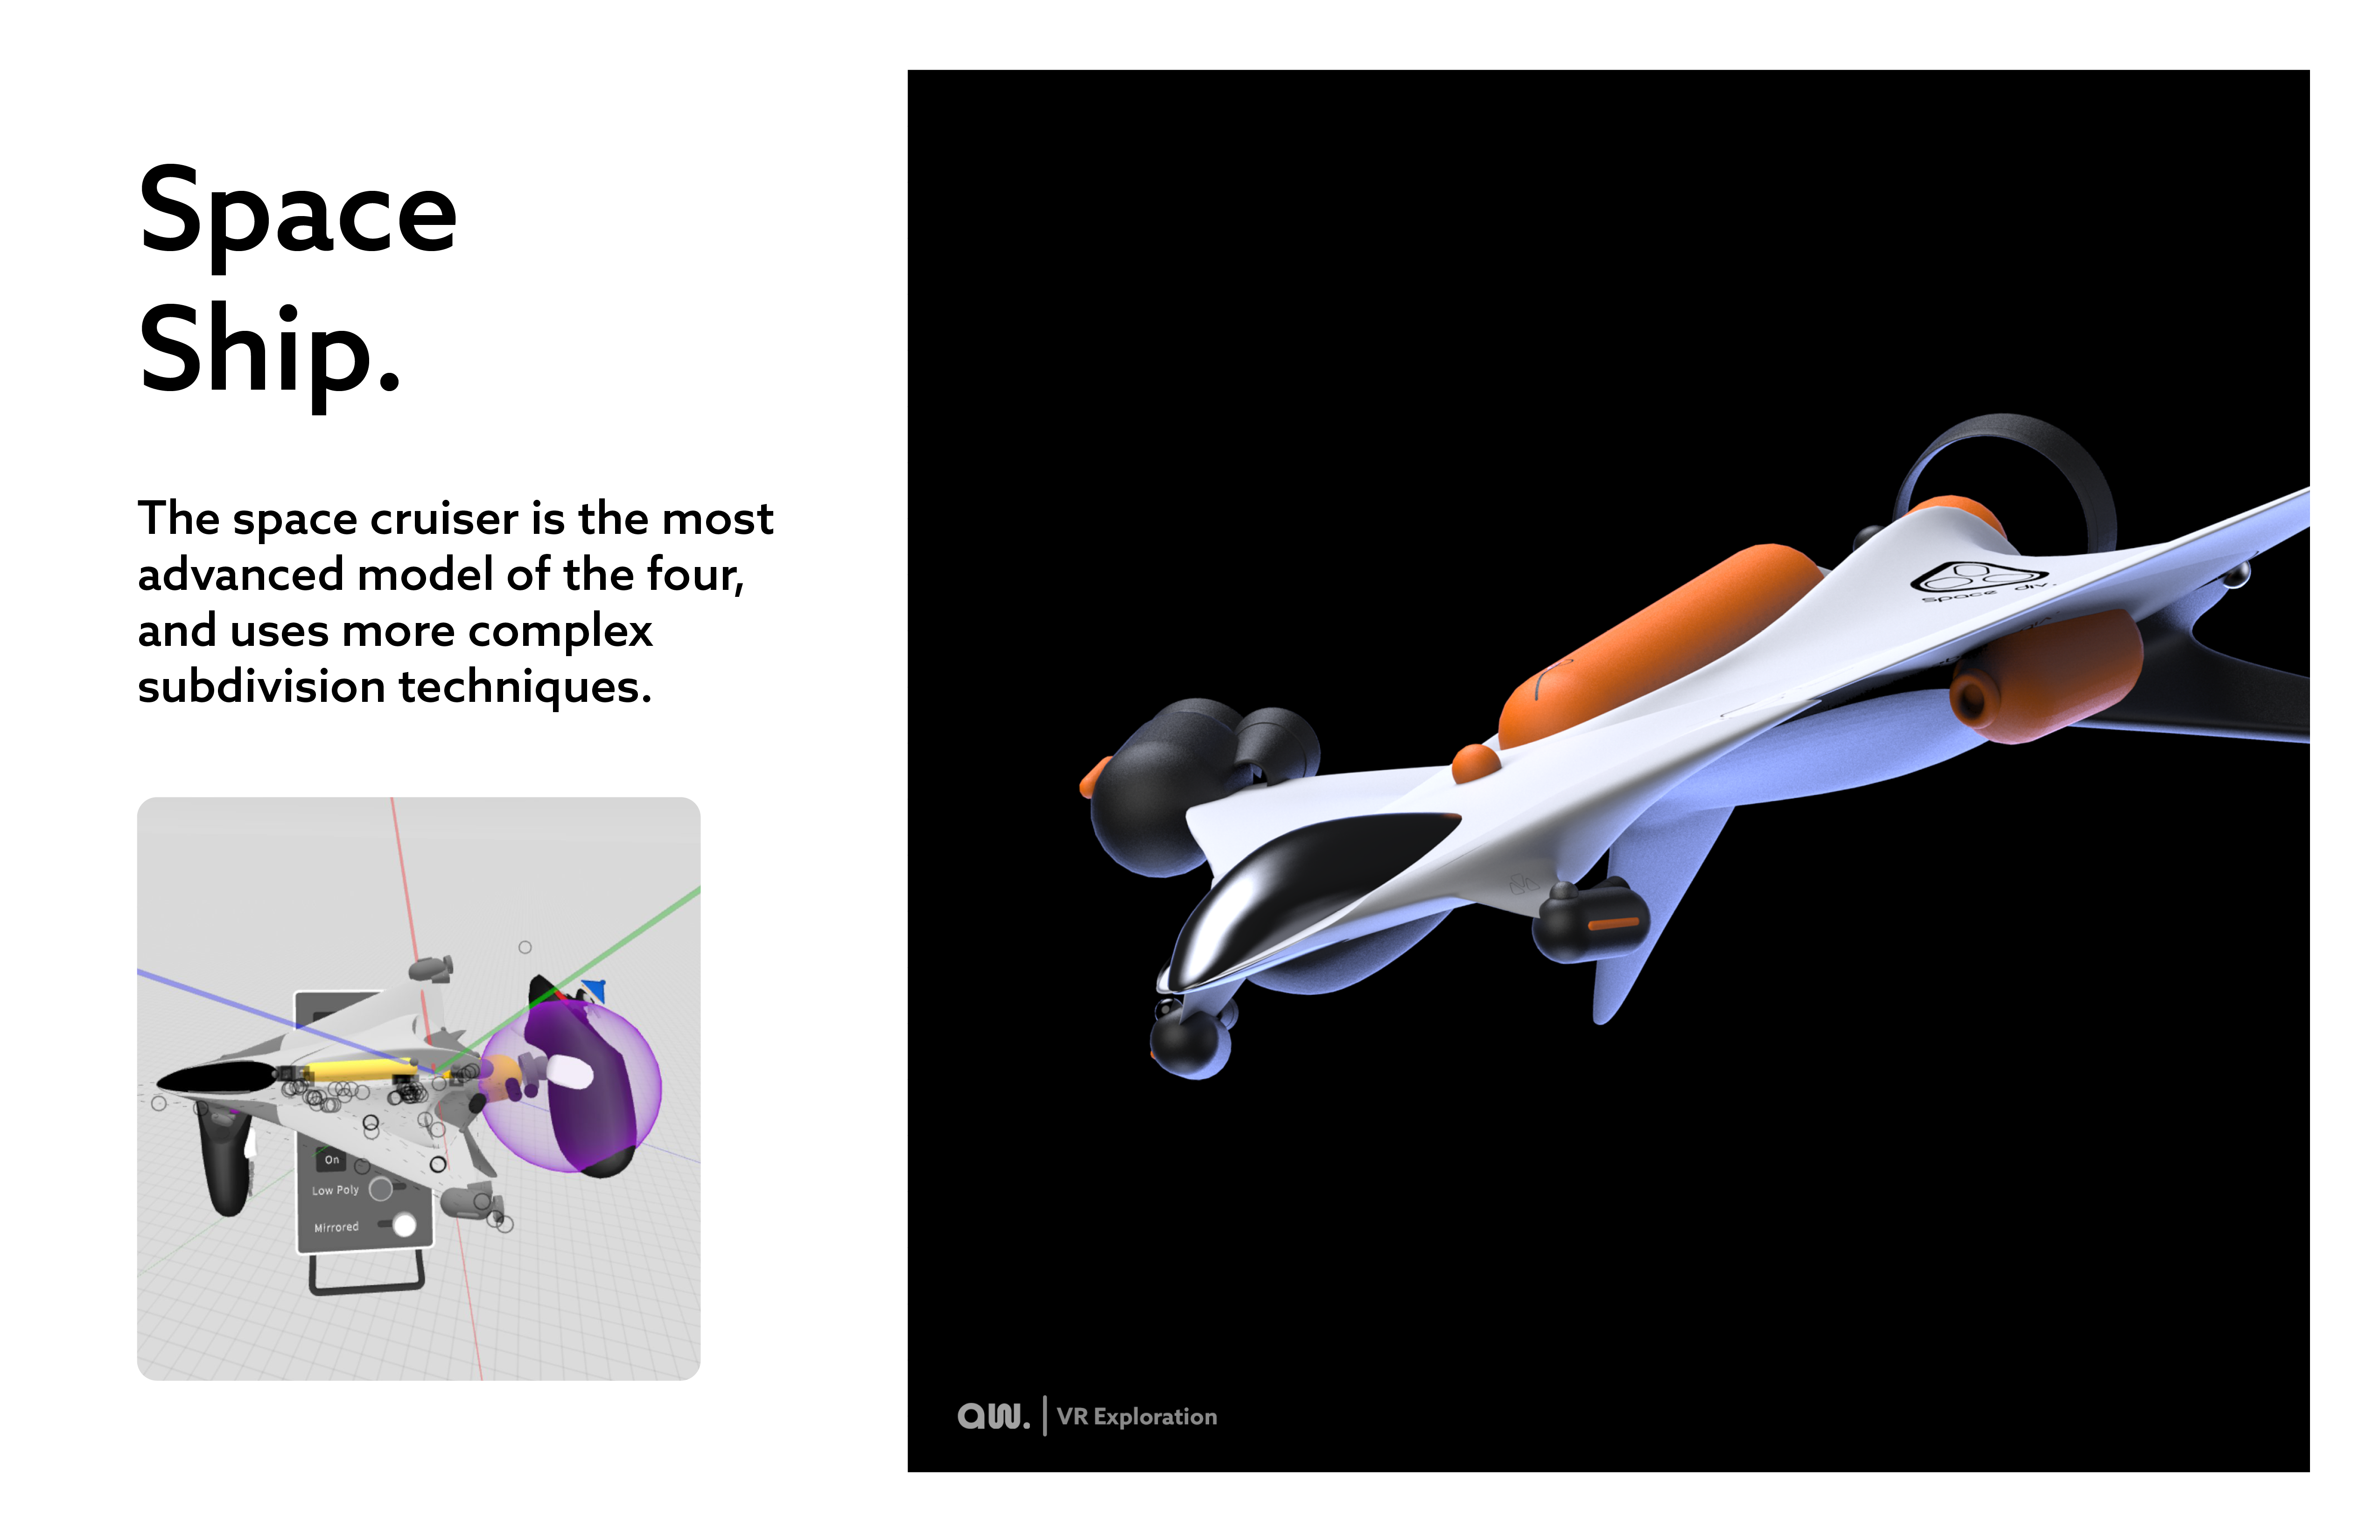 Space
Ship.
The space cruiser is the most
advanced model of the four,
and uses more complex
subdivision techniques.
On
Low Poly
Mirrored
Space
aw. | VR Exploration